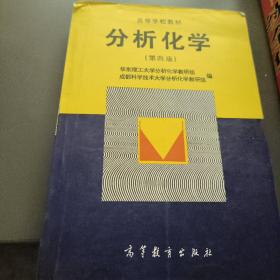 高等学校教材
分析化学
(第四版)
华东理工大学分析化学教研组
成都科学技术大学分析化学教研组
编
高等教育出版社